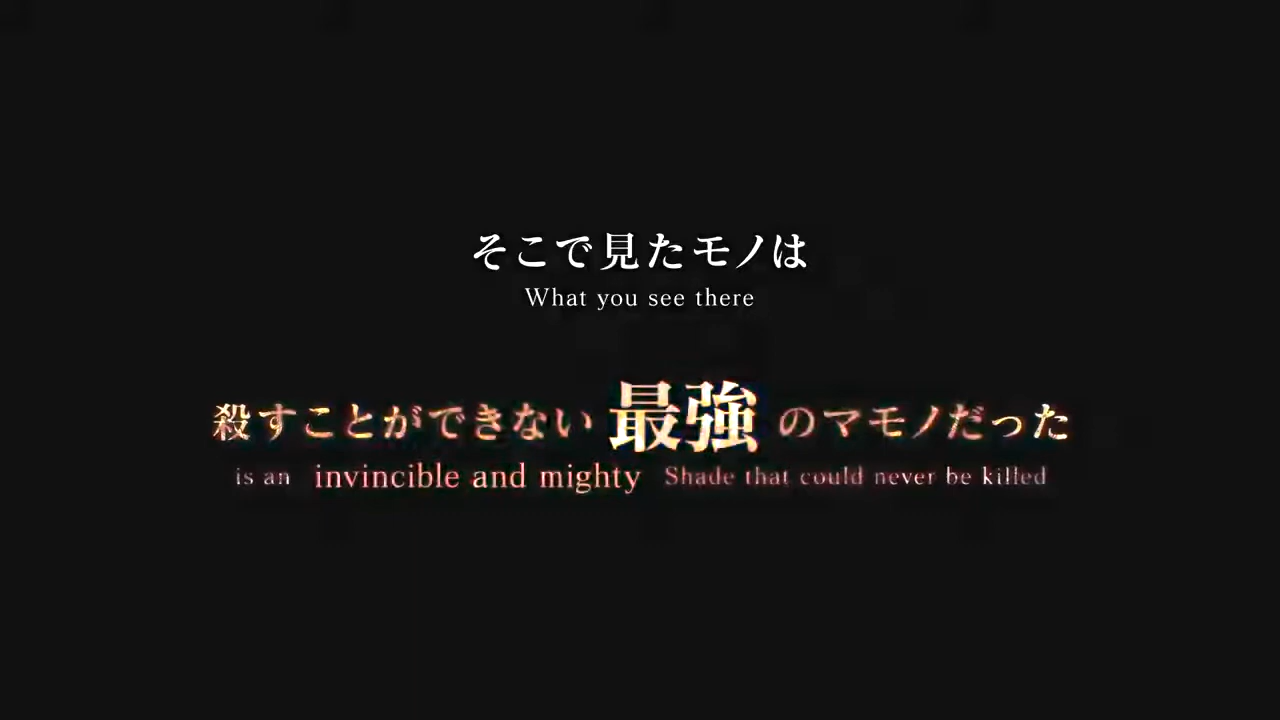 そこで見たモノは
What you see there
殺すことができない 最強 のマモノだった
is an invincible and mighty Shade that could never be killed